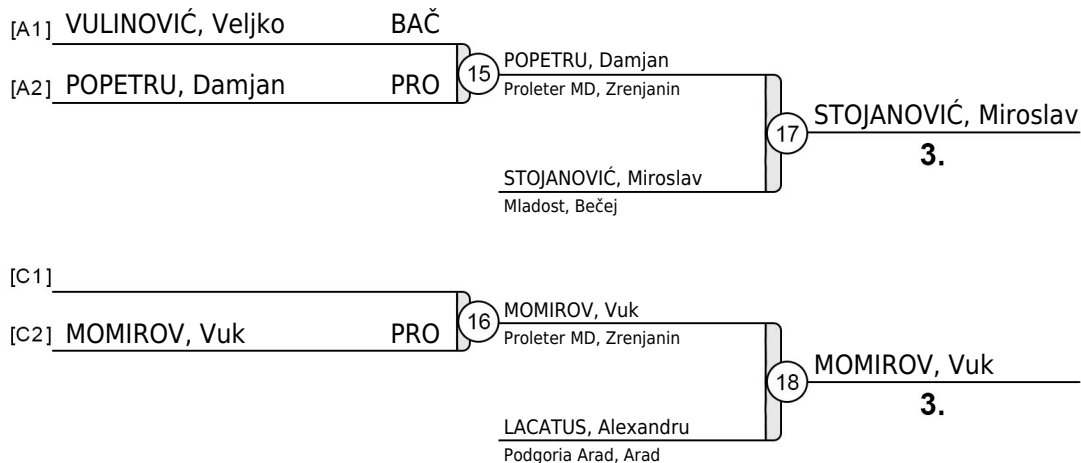 [A1] VULINOVIĆ, Veljko BAČ
[A2] POPETRU, Damjan PRO
15
POPETRU, Damjan
Proleter MD, Zrenjanin
STOJANOVIĆ, Miroslav
Mladost, Bečej
17
STOJANOVIĆ, Miroslav
3.
[C1]
[C2] MOMIROV, Vuk PRO
16
MOMIROV, Vuk
Proleter MD, Zrenjanin
LACATUS, Alexandru
Podgoria Arad, Arad
18
MOMIROV, Vuk
3.